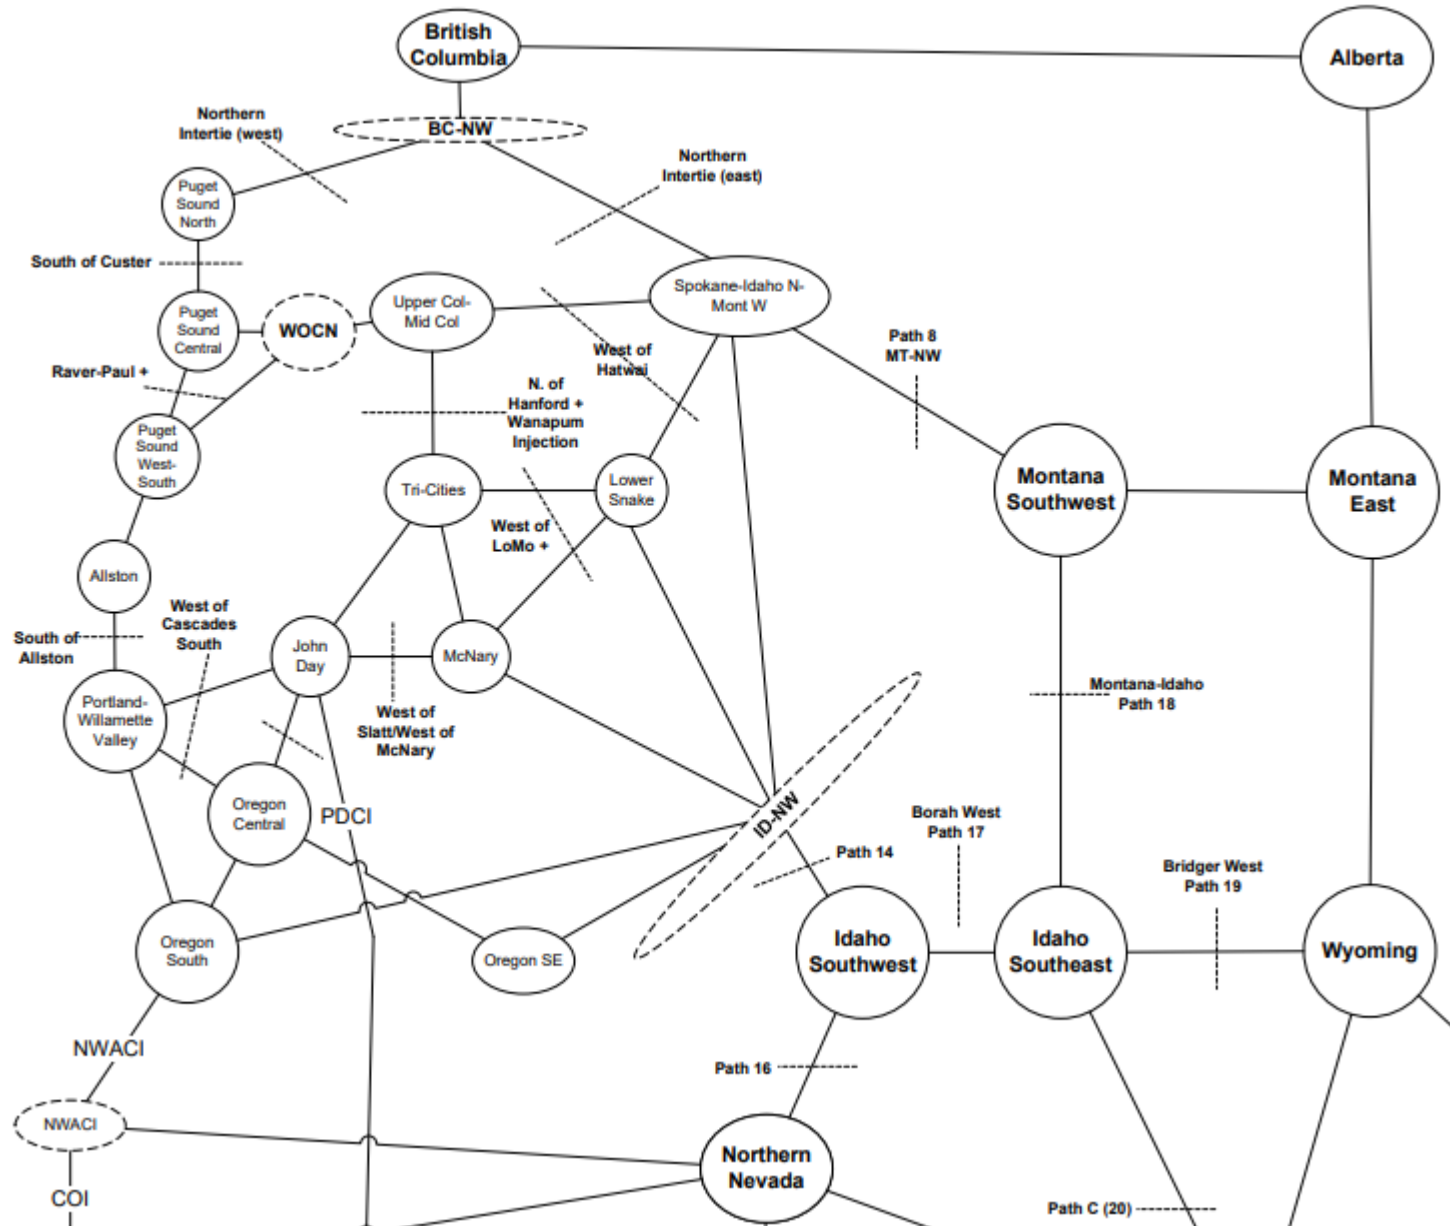 British
Columbia
Alberta
BC-NW
Northern
Intertie (west)
Northern
Intertie (east)
Puget
Sound
North
South of Custer
Puget
Sound
Central
WOCN
Upper Col-
Mid Col
Spokane-Idaho N-
Mont W
West of
Hatwai
Path 8
MT-NW
Raver-Paul +
N. of
Hanford +
Wanapum
Injection
Puget
Sound
West-
South
Tri-Cities
Lower
Snake
Montana
Southwest
Montana
East
West of
LoMo +
Allston
West of
Cascades
South
South of
Allston
John
Day
McNary
Portland-
Willamette
Valley
West of
Slatt/West of
McNary
Montana-Idaho
Path 18
Oregon
Central
PDCI
ID-NW
Path 14
Borah West
Path 17
Bridger West
Path 19
Oregon
South
Oregon SE
Idaho
Southwest
Idaho
Southeast
Wyoming
NWACI
Path 16
NWACI
Northern
Nevada
COI
Path C (20)